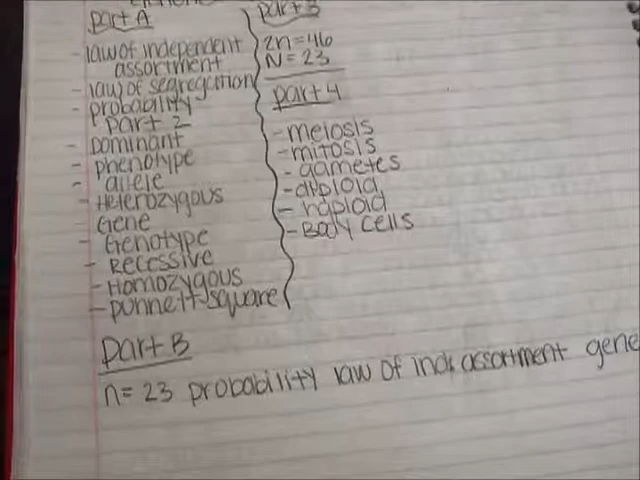 Part A
- law of independent
assortment
- law of segregation
- probability
Part 2
- Dominant
- phenotype
- allele
- Heterozygous
- Gene
- Genotype
- Recessive
- Homozygous
- punnett square
Part 3
2n=46
N=23
part 4
- meiosis
- mitosis
- gametes
- diploid
- haploid
- Body cells
part B
n=23 probability law of ind. assortment gene